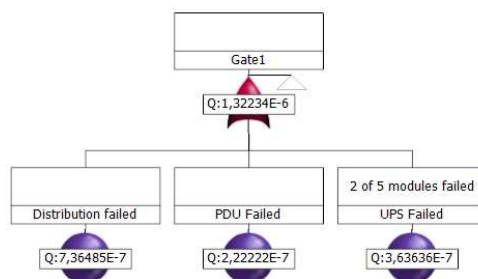 Gate1
Q:1,32234E-6
2 of 5 modules failed
Distribution failed
PDU Failed
UPS Failed
Q:7,36485E-7
Q:2,22222E-7
Q:3,63636E-7